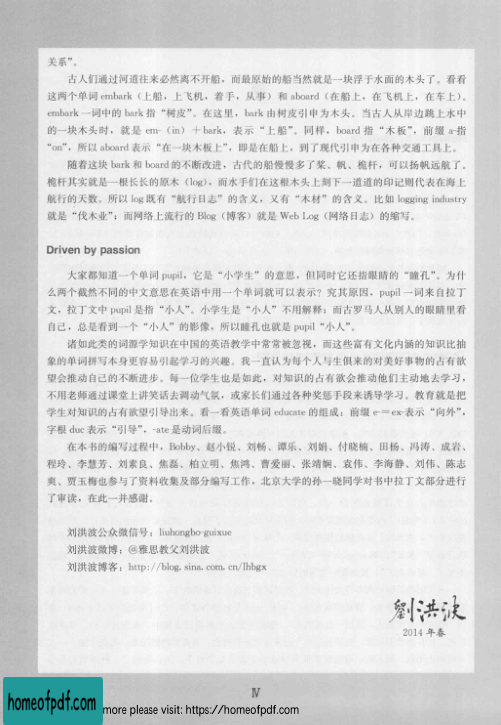 关系”。
古人们通过河道往来必然离不开船，而最原始的船当然就是一块浮于水面的木头了。看看
这两个单词 embark（上船，上飞机，着手，从事）和 aboard（在船上，在飞机上，在车上）。
embark 一词中的 bark 指“树皮”。在这里，bark 由树皮引申为木头。当古人从岸边跳上水中
的一块木头时，就是 em-（in）＋bark，表示“上船”。同样，board 指“木板”，前缀 a-指
“on”，所以 aboard 表示“在一块木板上”，即是在船上，到了现代引申为在各种交通工具上。
随着这块 bark 和 board 的不断改进，古代的船慢慢多了桨、帆、桅杆，可以扬帆远航了。
桅杆其实就是一根长长的原木（log），而水手们在这根木头上刻下一道道的印记则代表在海上
航行的天数。所以 log 既有“航行日志”的含义，又有“木材”的含义。比如 logging industry
就是“伐木业”；而网络上流行的 Blog（博客）就是 Web Log（网络日志）的缩写。
Driven by passion
大家都知道一个单词 pupil，它是“小学生”的意思，但同时它还指眼睛的“瞳孔”。为什
么两个截然不同的中文意思在英语中用一个单词就可以表示？究其原因，pupil 一词来自拉丁
文，拉丁文中 pupil 是指“小人”。小学生是“小人”不用解释；而古罗马人从别人的眼睛里看
自己，总是看到一个“小人”的影像，所以瞳孔也就是 pupil“小人”。
诸如此类的词源学知识在中国的英语教学中常常被忽视，而这些富有文化内涵的知识比抽
象的单词拼写本身更容易引起学习的兴趣。我一直认为每个人与生俱来的对美好事物的占有欲
望会推动自己的不断进步。每一位学生也是如此，对知识的占有欲会推动他们主动地去学习，
不用老师通过课堂上讲笑话去调动气氛，或家长们通过各种奖惩手段来诱导学习。教育就是把
学生对知识的占有欲望引导出来。看一看英语单词 educate 的组成：前缀 e-＝ex-表示“向外”，
字根 duc 表示“引导”，-ate 是动词后缀。
在本书的编写过程中，Bobby、赵小锐、刘畅、谭乐、刘娟、付晓楠、田杨、冯涛、成岩、
程玲、李慧芳、刘素良、焦磊、柏立明、焦鸿、曹爱丽、张靖娴、袁伟、李海静、刘伟、陈志
爽、贾玉梅也参与了资料收集及部分编写工作，北京大学的孙一晓同学对书中拉丁文部分进行
了审读，在此一并感谢。
刘洪波公众微信号：liuhongbo-guixue
刘洪波微博：@雅思教父刘洪波
刘洪波博客：http://blog.sina.com.cn/lhbgx
劉洪波
2014 年春
Ⅳ
homeofpdf.com
more please visit: https://homeofpdf.com